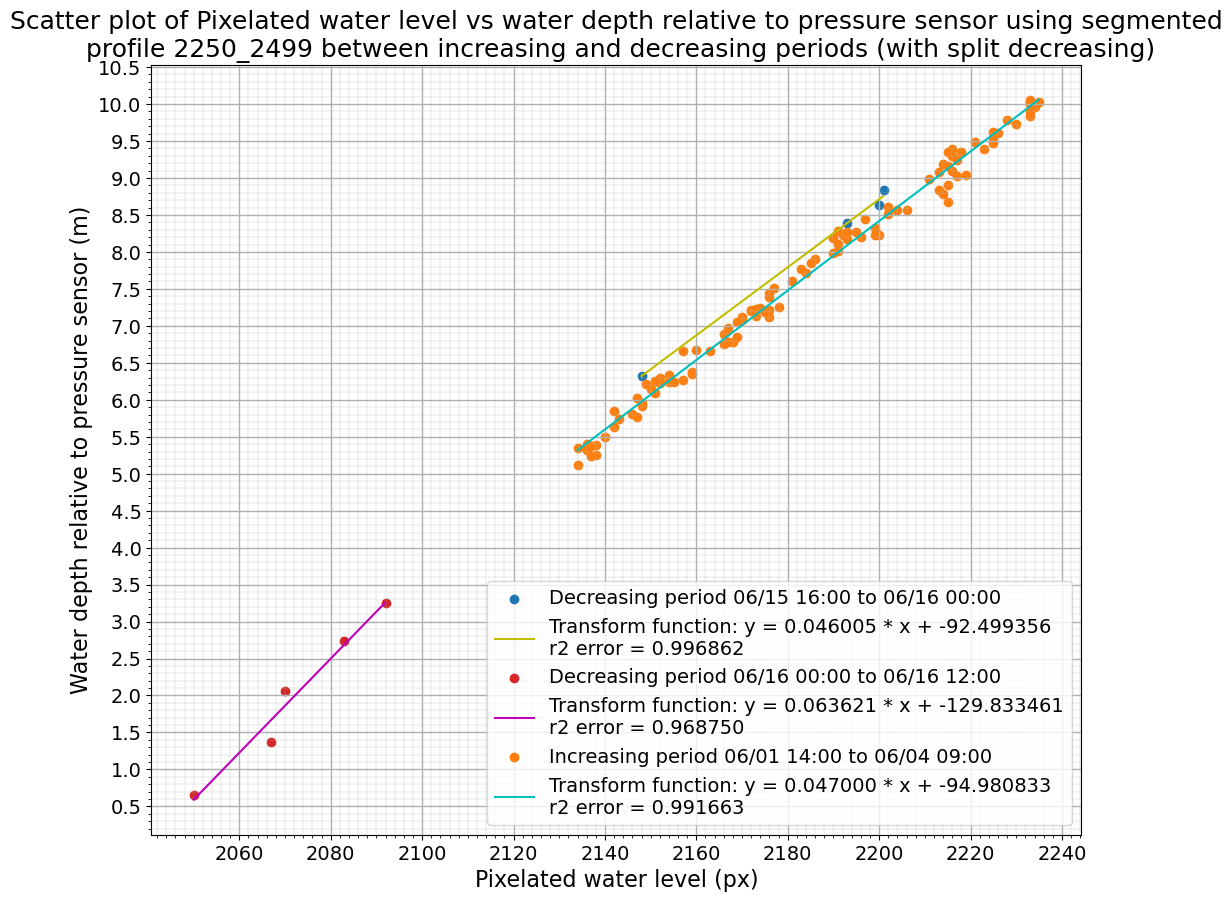 Scatter plot of Pixelated water level vs water depth relative to pressure sensor using segmented
profile 2250_2499 between increasing and decreasing periods (with split decreasing)
Water depth relative to pressure sensor (m)
10.5
10.0
9.5
9.0
8.5
8.0
7.5
7.0
6.5
6.0
5.5
5.0
4.5
4.0
3.5
3.0
2.5
2.0
1.5
1.0
0.5
Decreasing period 06/15 16:00 to 06/16 00:00
Transform function: y = 0.046005 * x + -92.499356
r2 error = 0.996862
Decreasing period 06/16 00:00 to 06/16 12:00
Transform function: y = 0.063621 * x + -129.833461
r2 error = 0.968750
Increasing period 06/01 14:00 to 06/04 09:00
Transform function: y = 0.047000 * x + -94.980833
r2 error = 0.991663
2060 2080 2100 2120 2140 2160 2180 2200 2220 2240
Pixelated water level (px)